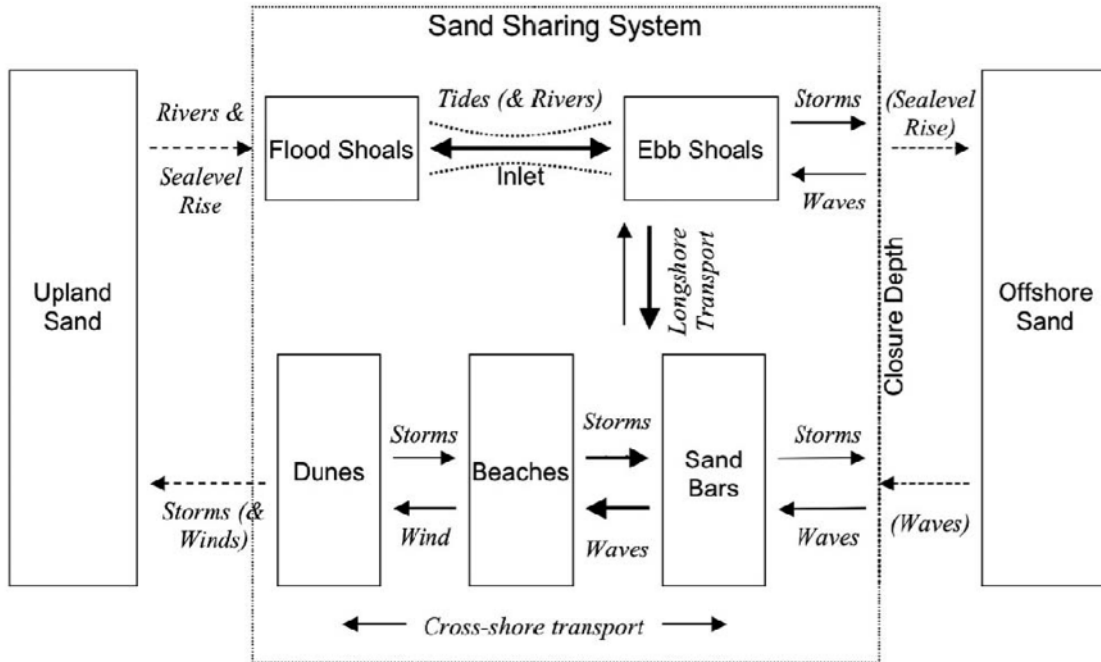 Sand Sharing System
Rivers &
Sealevel
Rise
Flood Shoals
Tides (& Rivers)
Inlet
Ebb Shoals
Storms
Waves
(Sealevel
Rise)
Upland
Sand
Longshore
Transport
Closure Depth
Offshore
Sand
Dunes
Storms
Wind
Beaches
Storms
Waves
Sand
Bars
Storms
Waves
(Waves)
Storms (&
Winds)
Cross-shore transport